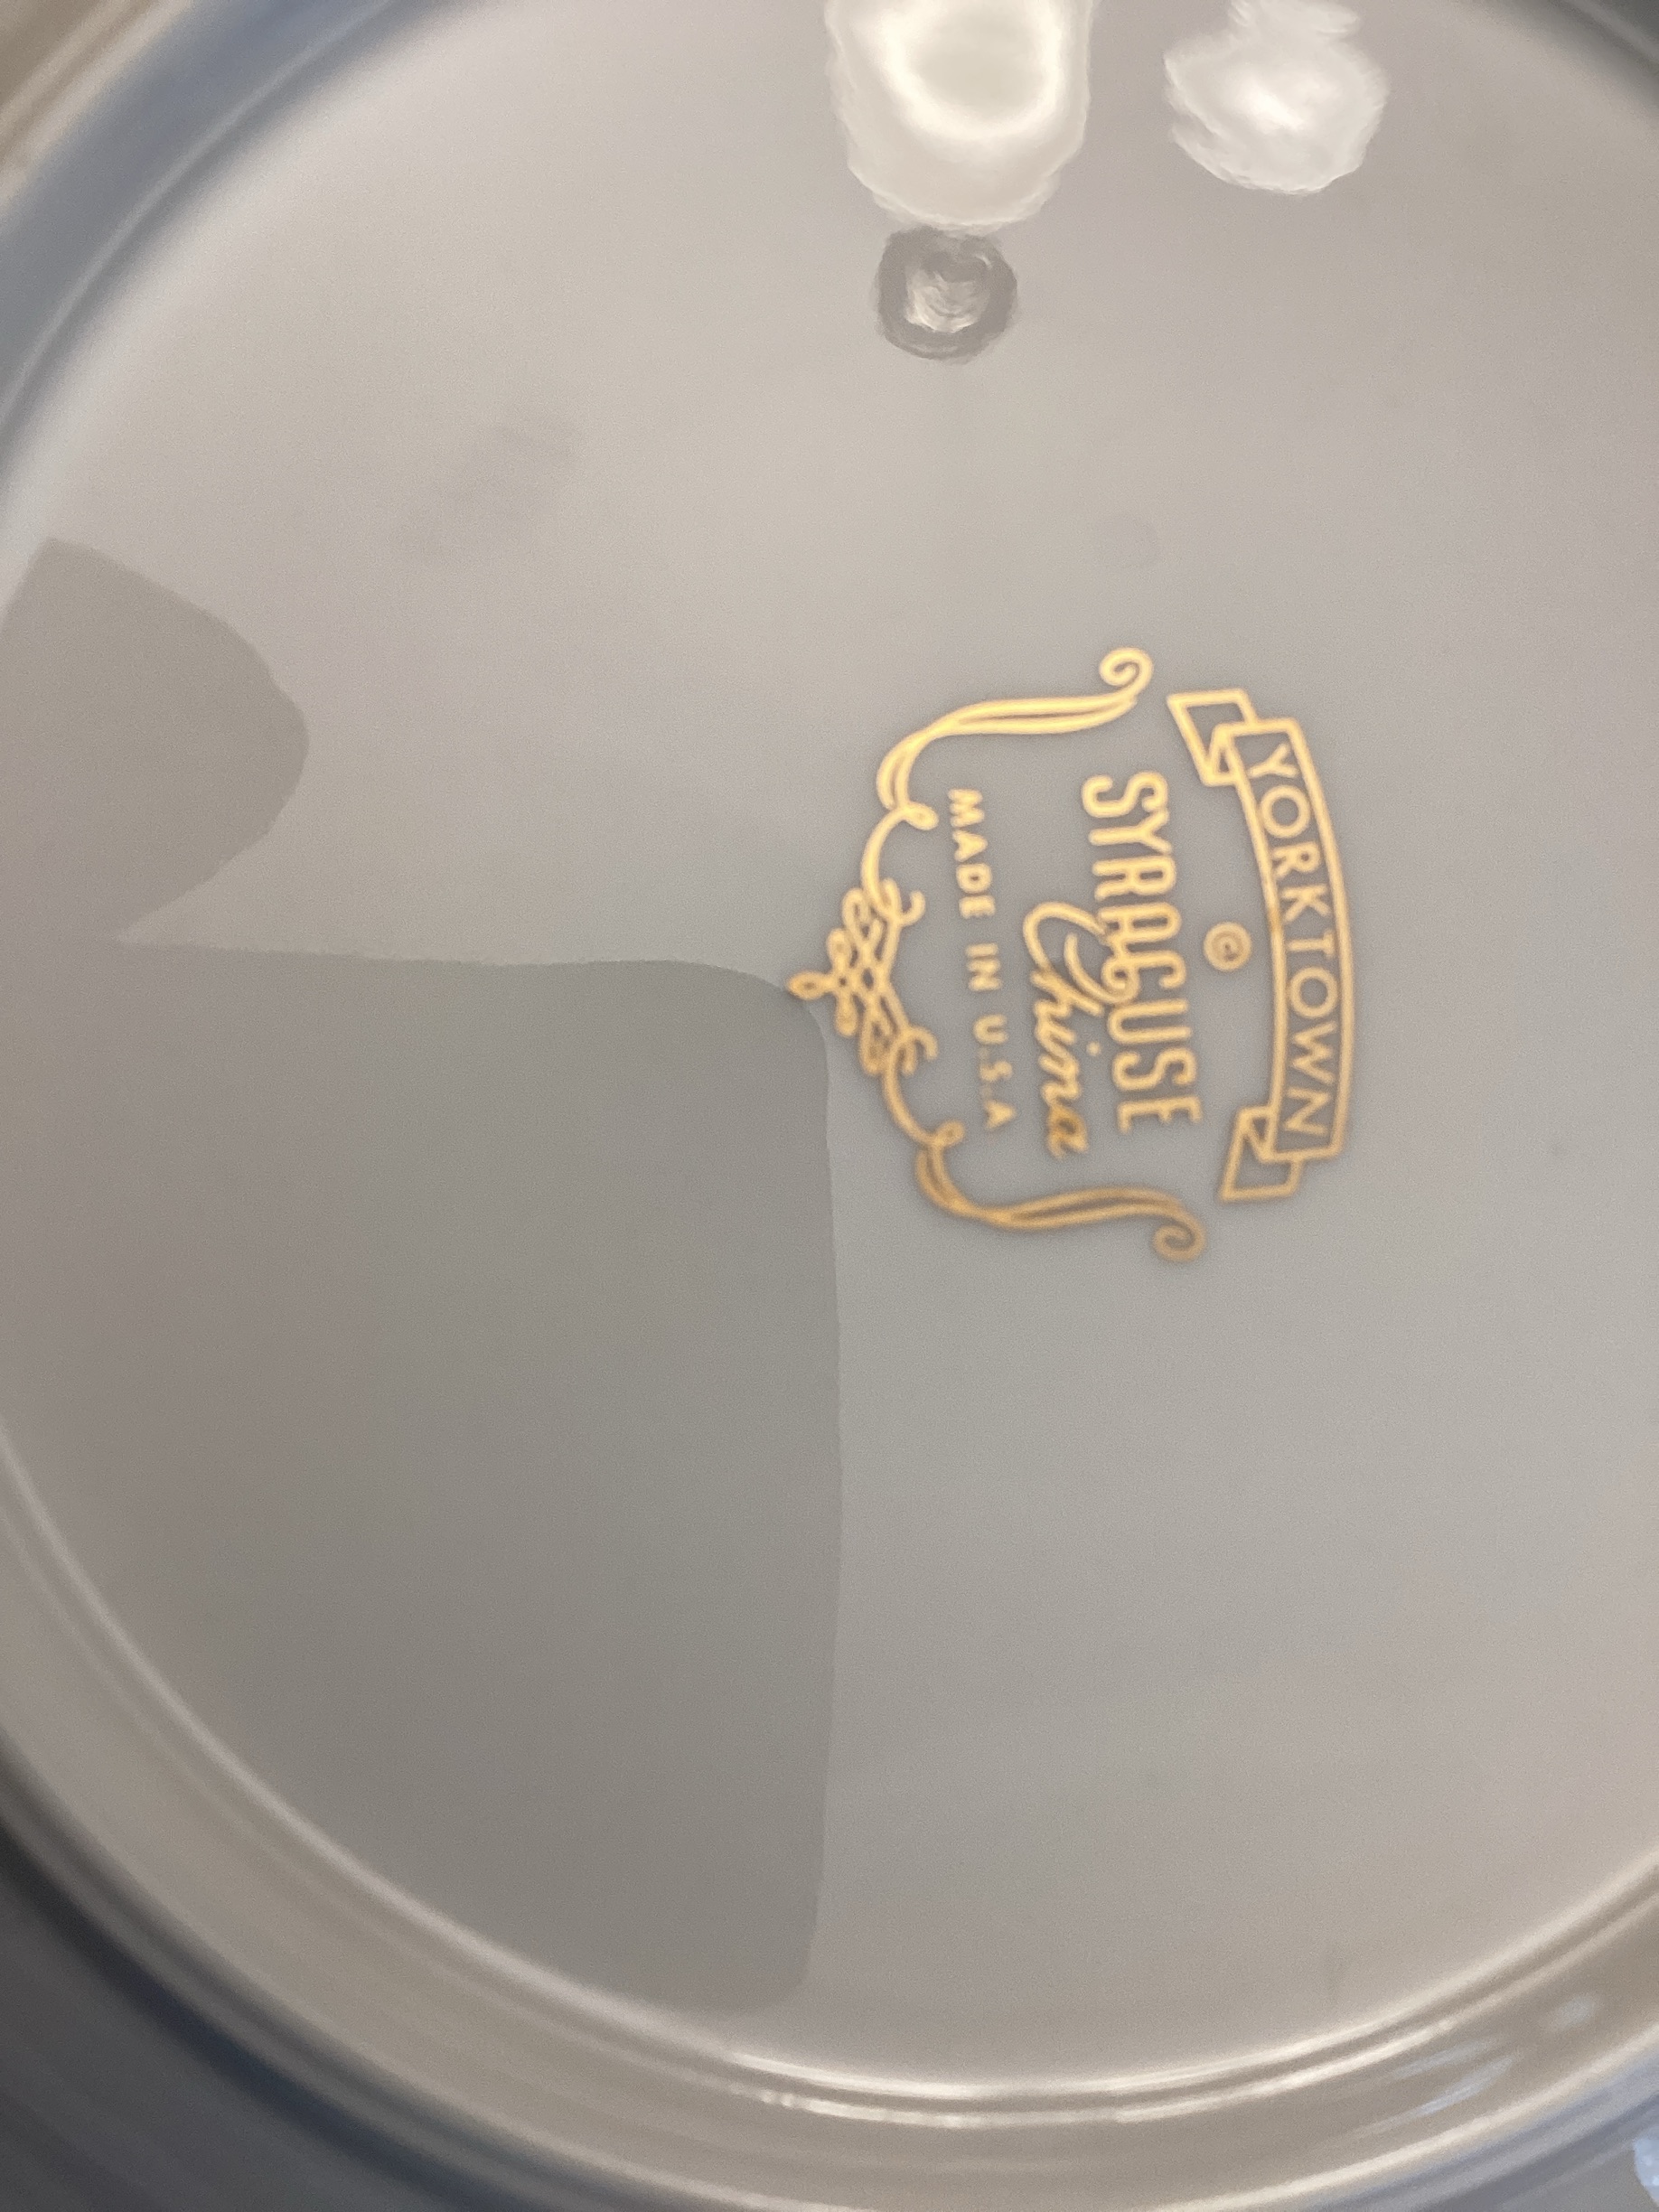 YORKTOWN
©
SYRACUSE
China
MADE IN U.S.A